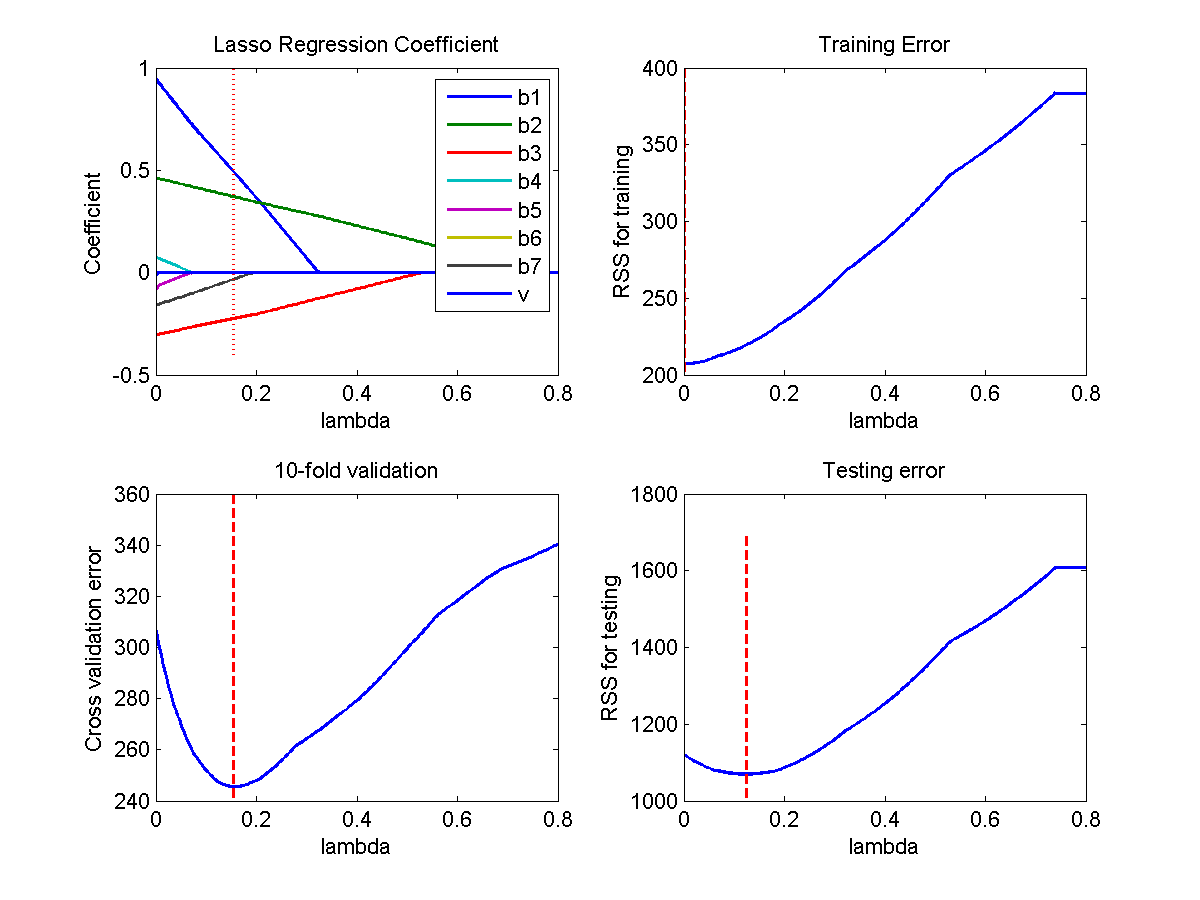 Lasso Regression Coefficient
1
0.5
0
-0.5
Coefficient
0
0.2
0.4
0.6
0.8
lambda
b1
b2
b3
b4
b5
b6
b7
v
Training Error
400
350
300
250
200
RSS for training
0
0.2
0.4
0.6
0.8
lambda
10-fold validation
360
340
320
300
280
260
240
Cross validation error
0
0.2
0.4
0.6
0.8
lambda
Testing error
1800
1600
1400
1200
1000
RSS for testing
0
0.2
0.4
0.6
0.8
lambda